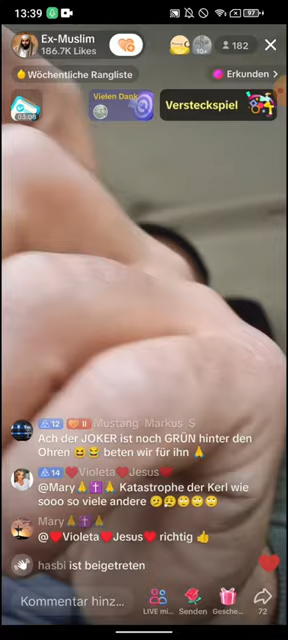 13:39
97
Ex-Muslim
186.7K Likes
10+
182
Wöchentliche Rangliste
Erkunden >
03:08
Vielen Dank
Versteckspiel
12 II Mustang Markus S
Ach der JOKER ist noch GRÜN hinter den
Ohren 😆😂 beten wir für ihn 🙏
14 ♥️Violeta♥️Jesus♥️
@Mary🙏✝️🙏 Katastrophe der Kerl wie
sooo so viele andere 🥴🤧🙄🙄🙄
Mary🙏✝️🙏
@♥️Violeta♥️Jesus♥️ richtig 👍
hasbi ist beigetreten
Kommentar hinz...
LIVE mi...
Senden
Gesche...
72